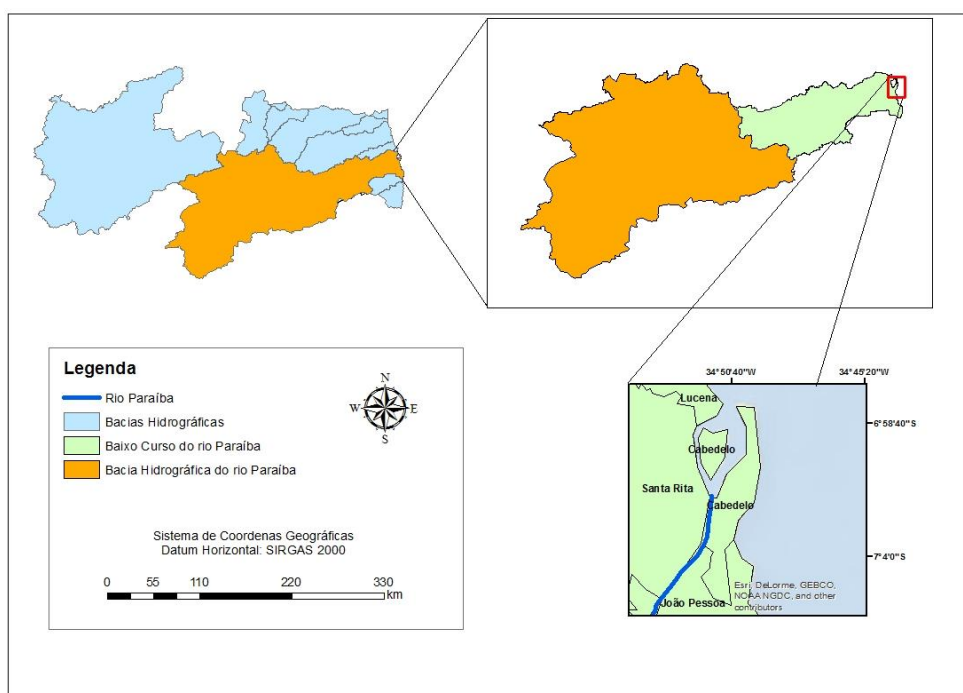 34°50'40"W
34°45'20"W
Lucena
6°58'40"S
Cabedelo
Santa Rita
Cabedelo
7°4'0"S
Esri, DeLorme, GEBCO,
NOAA NGDC, and other
contributors
João Pessoa
Legenda
Rio Paraíba
Bacias Hidrográficas
Baixo Curso do rio Paraíba
Bacia Hidrográfica do rio Paraíba
N
W
E
S
Sistema de Coordenas Geográficas
Datum Horizontal: SIRGAS 2000
0 55 110 220 330
km